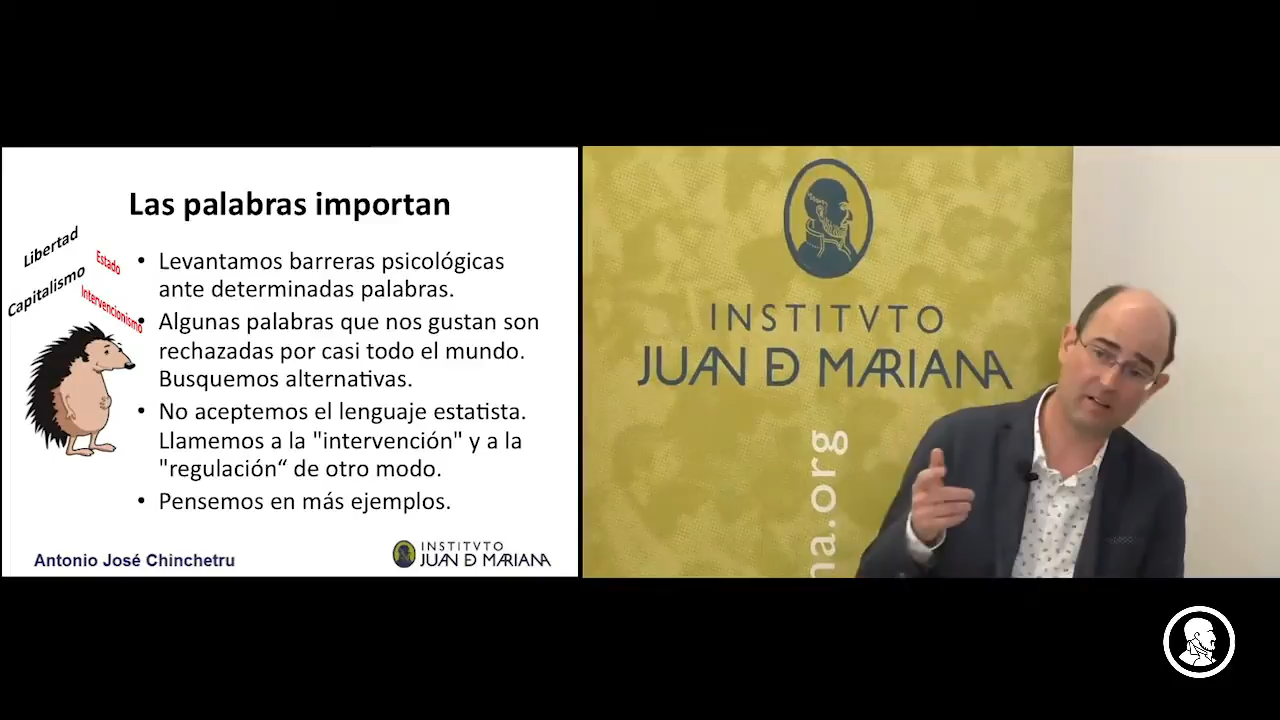 Las palabras importan
Libertad
Estado
Capitalismo
Intervencionismo
• Levantamos barreras psicológicas
ante determinadas palabras.
• Algunas palabras que nos gustan son
rechazadas por casi todo el mundo.
Busquemos alternativas.
• No aceptemos el lenguaje estatista.
Llamemos a la "intervención" y a la
"regulación“ de otro modo.
• Pensemos en más ejemplos.
Antonio José Chinchetru
INSTITVTO
JUAN DE MARIANA
INSTITVTO
JUAN DE MARIANA
na.org